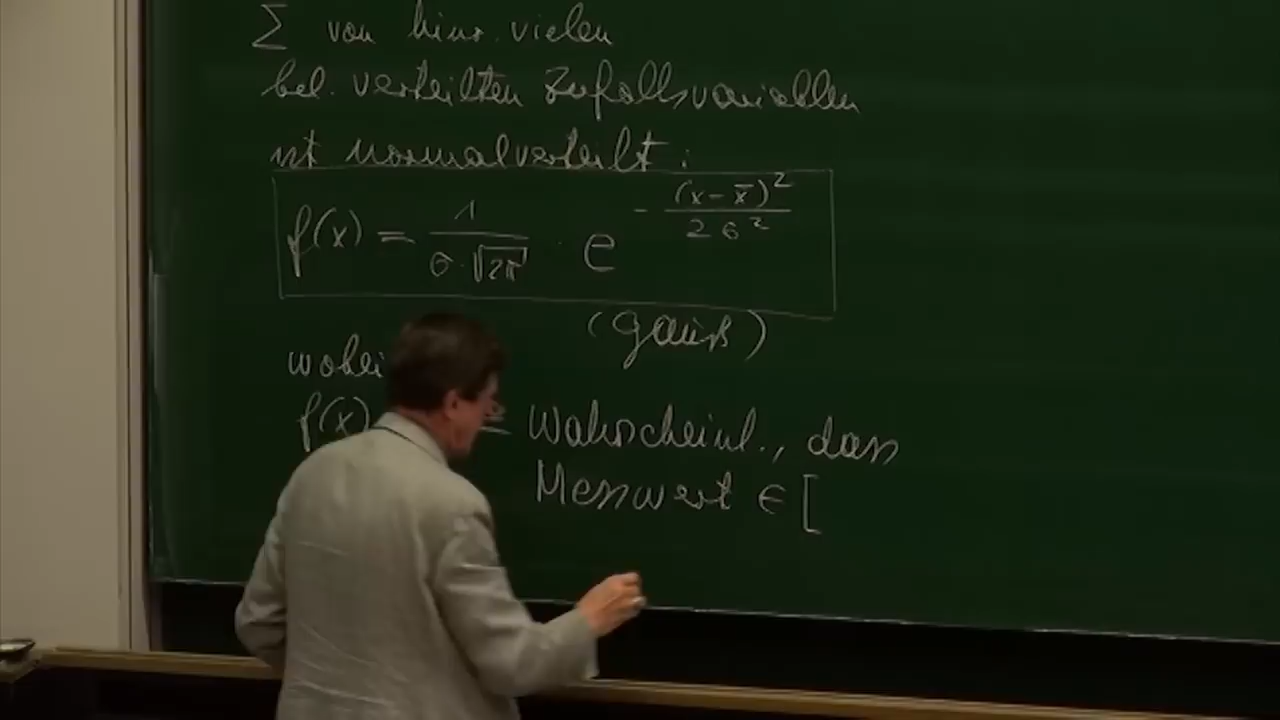 Σ von hinr. vielen
bel. verteilten Zufallsvariablen
ist normalverteilt:
f(x) = 1/(σ·√2π) · e^(-(x-x̄)²/(2σ²))
(Gauß)
wobei
f(x) = Wahrscheinl., dass
Messwert ∈ [